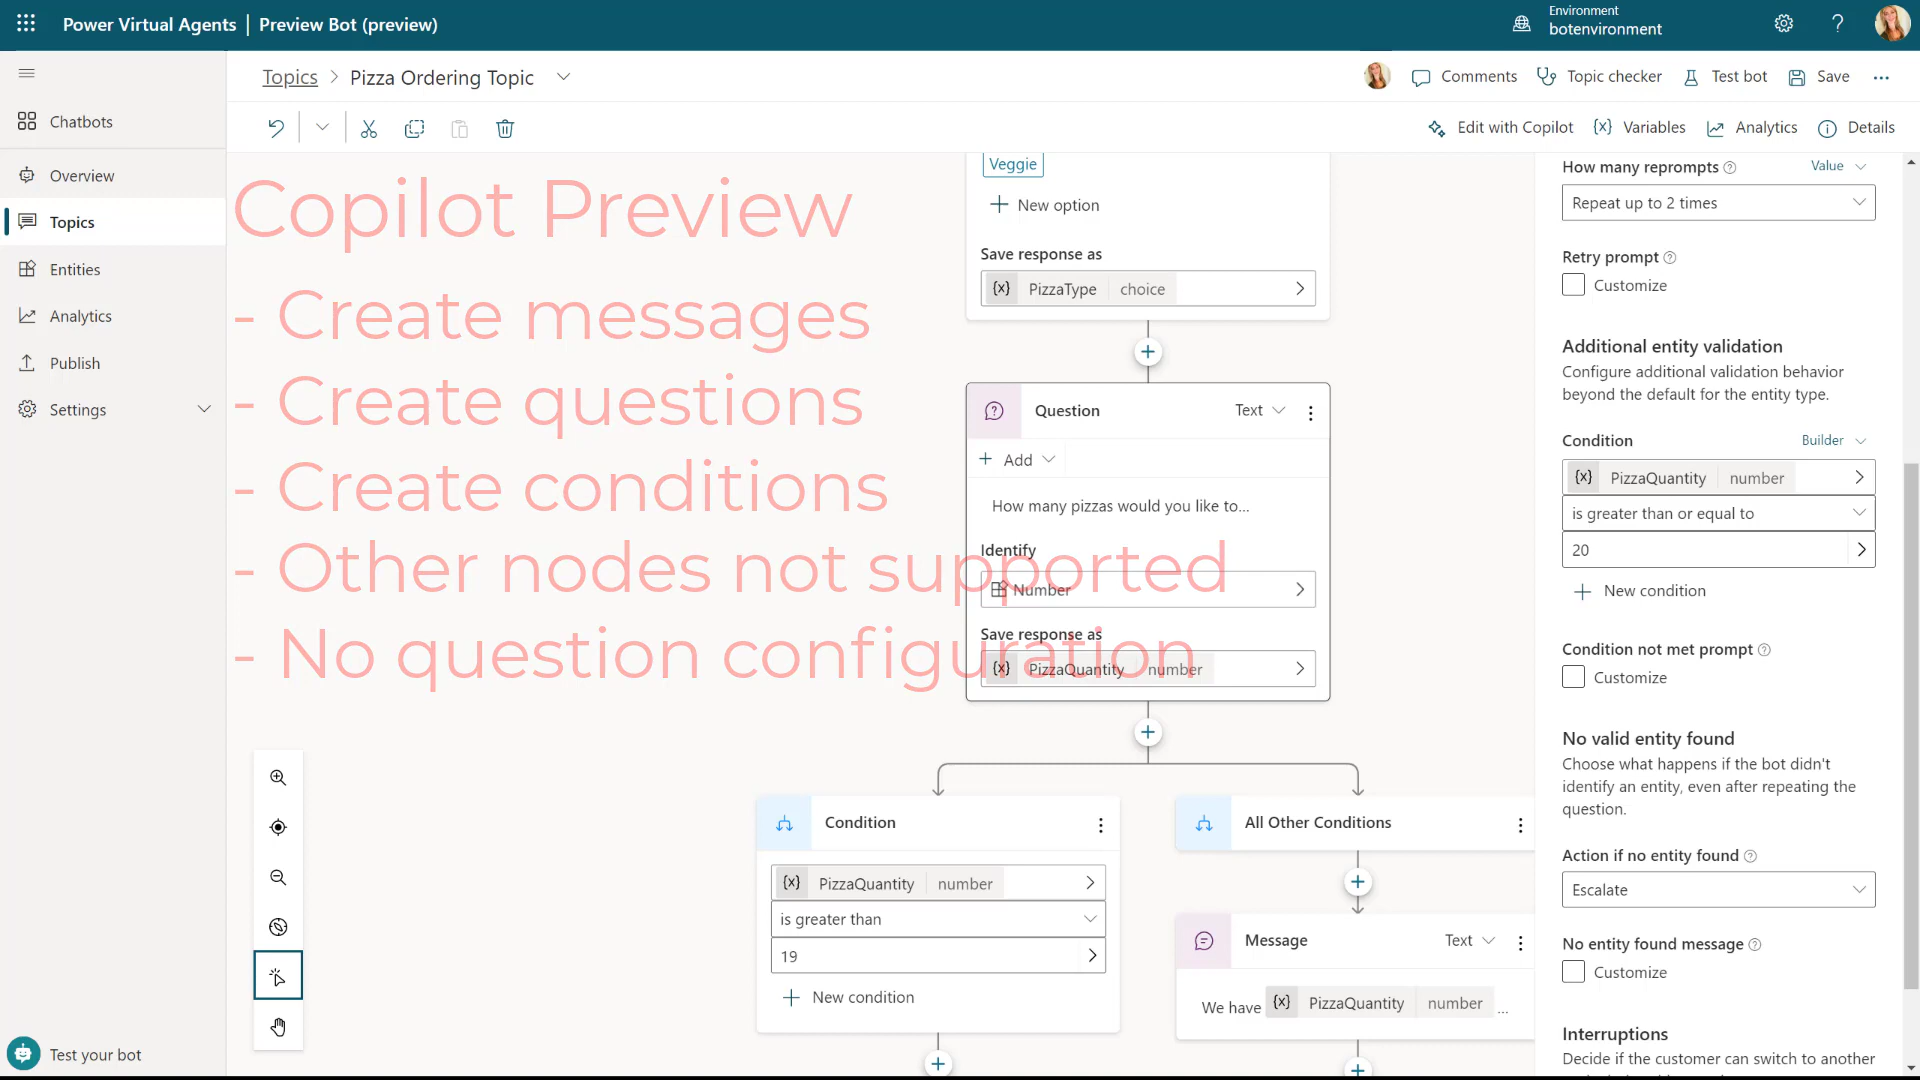 Power Virtual Agents | Preview Bot (preview)
Environment
botenvironment
Topics > Pizza Ordering Topic
Comments
Topic checker
Test bot
Save
Edit with Copilot
{x} Variables
Analytics
Details
Chatbots
Overview
Topics
Entities
Analytics
Publish
Settings
Test your bot
Copilot Preview
- Create messages
- Create questions
- Create conditions
- Other nodes not supported
- No question configuration
Veggie
New option
Save response as
{x} PizzaType choice
Question
Text
Add
How many pizzas would you like to...
Identify
Number
Save response as
{x} PizzaQuantity number
Condition
{x} PizzaQuantity number
is greater than
19
New condition
All Other Conditions
Message
Text
We have {x} PizzaQuantity number ...
How many reprompts
Value
Repeat up to 2 times
Retry prompt
Customize
Additional entity validation
Configure additional validation behavior
beyond the default for the entity type.
Condition
Builder
{x} PizzaQuantity number
is greater than or equal to
20
New condition
Condition not met prompt
Customize
No valid entity found
Choose what happens if the bot didn't
identify an entity, even after repeating the
question.
Action if no entity found
Escalate
No entity found message
Customize
Interruptions
Decide if the customer can switch to another